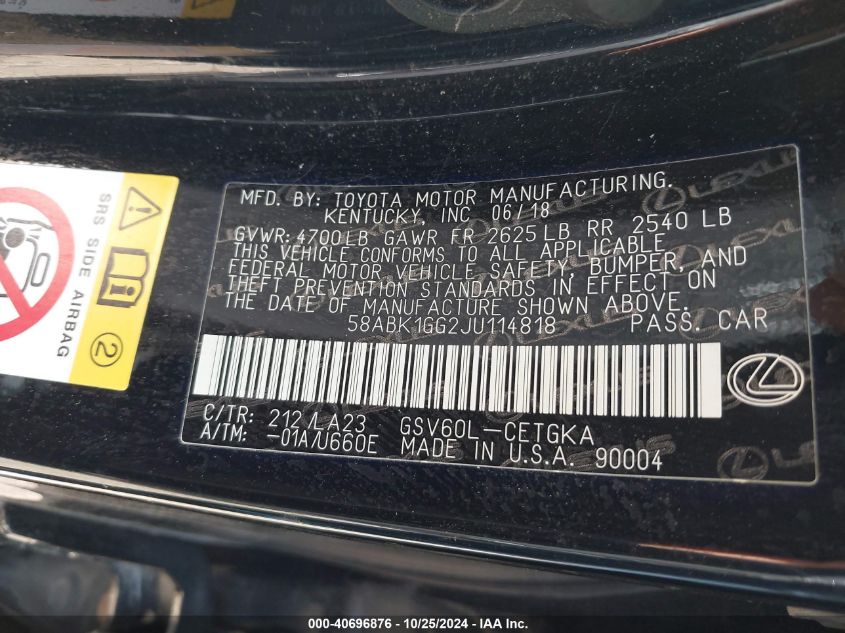 SRS SIDE AIRBAG
2
MFD. BY: TOYOTA MOTOR MANUFACTURING.
KENTUCKY, INC 06/18
GVWR: 4700LB GAWR FR 2625LB RR 2540 LB
THIS VEHICLE CONFORMS TO ALL APPLICABLE
FEDERAL MOTOR VEHICLE SAFETY, BUMPER, AND
THEFT PREVENTION STANDARDS IN EFFECT ON
THE DATE OF MANUFACTURE SHOWN ABOVE.
58ABK1GG2JU114818 PASS. CAR
C/TR: 212/LA23 GSV60L-CETGKA
A/TM: -01A/U660E MADE IN U.S.A. 90004
LEXUS
000-40696876 - 10/25/2024 - IAA Inc.